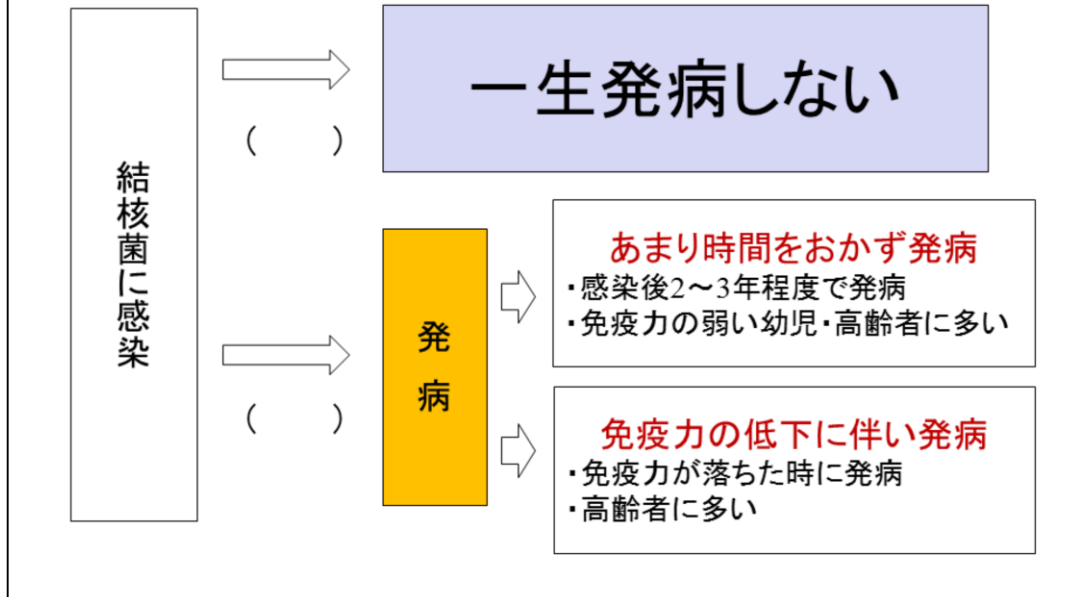 結核菌に感染
一生発病しない
(　　)
発病
(　　)
あまり時間をおかず発病
・感染後2～3年程度で発病
・免疫力の弱い幼児・高齢者に多い
免疫力の低下に伴い発病
・免疫力が落ちた時に発病
・高齢者に多い